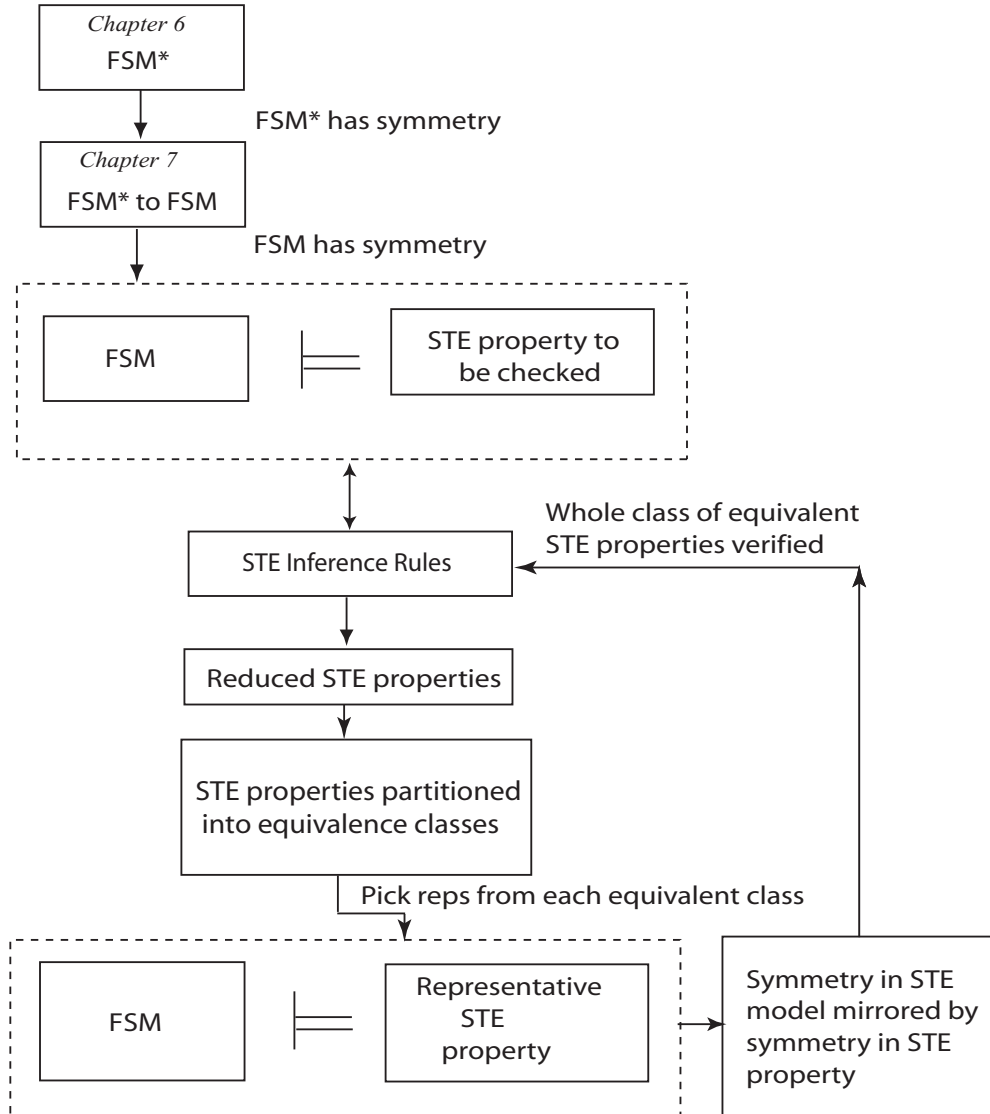 Chapter 6
FSM*
FSM* has symmetry
Chapter 7
FSM* to FSM
FSM has symmetry
FSM
STE property to
be checked
Whole class of equivalent
STE properties verified
STE Inference Rules
Reduced STE properties
STE properties partitioned
into equivalence classes
Pick reps from each equivalent class
FSM
Representative
STE
property
Symmetry in STE
model mirrored by
symmetry in STE
property